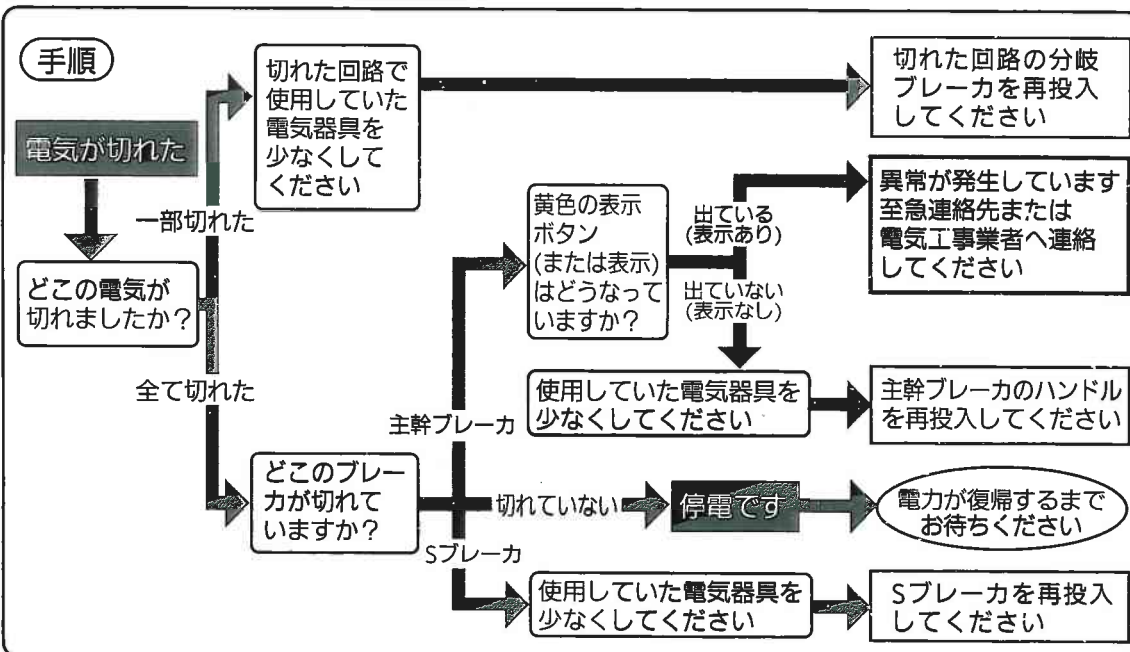 手順
電気が切れた
どこの電気が
切れましたか?
一部切れた
切れた回路で
使用していた
電気器具を
少なくして
ください
切れた回路の分岐
ブレーカを再投入
してください
全て切れた
どこのブレー
カが切れて
いますか?
主幹ブレーカ
黄色の表示
ボタン
(または表示)
はどうなって
いますか?
出ている
(表示あり)
異常が発生しています
至急連絡先または
電気工事業者へ連絡
してください
出ていない
(表示なし)
使用していた電気器具を
少なくしてください
主幹ブレーカのハンドル
を再投入してください
切れていない
停電です
電力が復帰するまで
お待ちください
Sブレーカ
使用していた電気器具を
少なくしてください
Sブレーカを再投入
してください